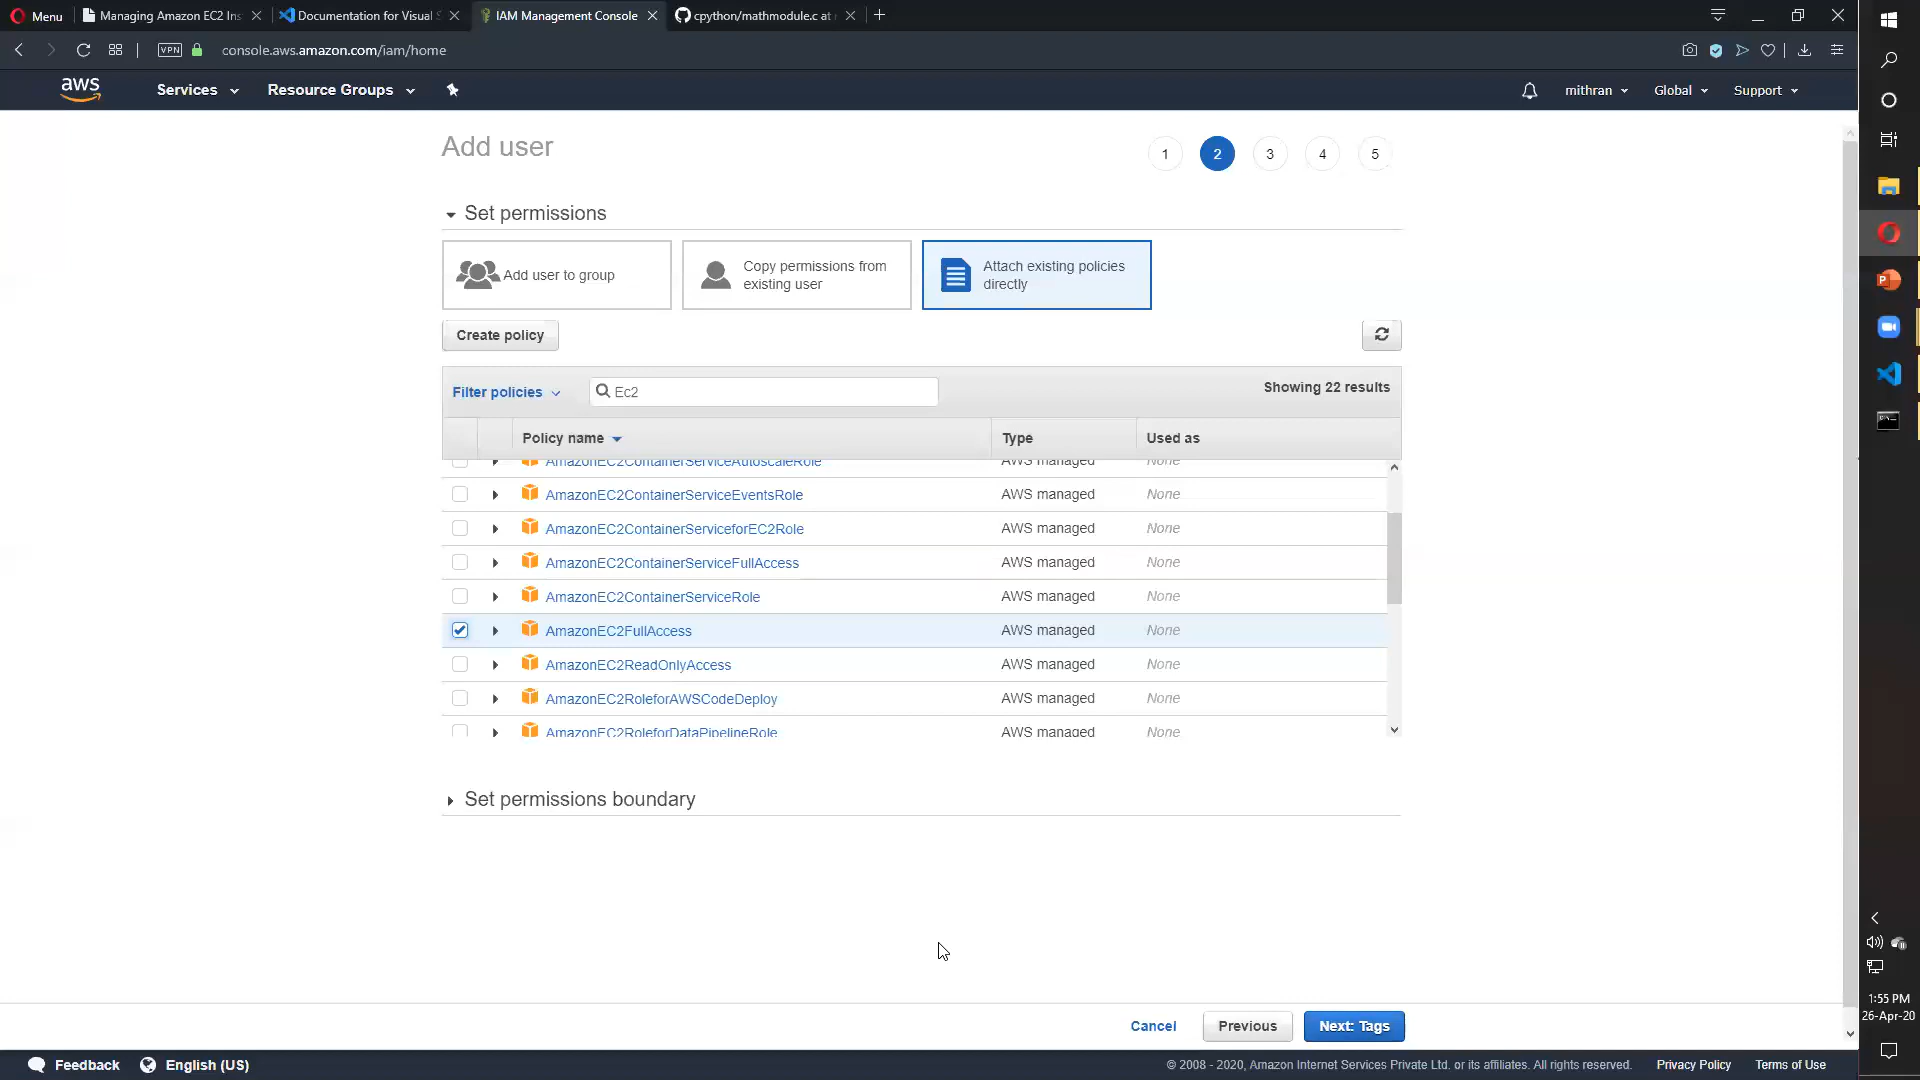 Menu
Managing Amazon EC2 Ins
Documentation for Visual S
IAM Management Console
cpython/mathmodule.c at
VPN
console.aws.amazon.com/iam/home
aws
Services
Resource Groups
mithran
Global
Support
Add user
1
2
3
4
5
Set permissions
Add user to group
Copy permissions from
existing user
Attach existing policies
directly
Create policy
Filter policies
Ec2
Showing 22 results
Policy name
Type
Used as
AmazonEC2ContainerServiceAutoscaleRole
AWS managed
None
AmazonEC2ContainerServiceEventsRole
AWS managed
None
AmazonEC2ContainerServiceforEC2Role
AWS managed
None
AmazonEC2ContainerServiceFullAccess
AWS managed
None
AmazonEC2ContainerServiceRole
AWS managed
None
AmazonEC2FullAccess
AWS managed
None
AmazonEC2ReadOnlyAccess
AWS managed
None
AmazonEC2RoleforAWSCodeDeploy
AWS managed
None
AmazonEC2RoleforDataPipelineRole
AWS managed
None
Set permissions boundary
Cancel
Previous
Next: Tags
1:55 PM
26-Apr-20
Feedback
English (US)
© 2008 - 2020, Amazon Internet Services Private Ltd. or its affiliates. All rights reserved.
Privacy Policy
Terms of Use